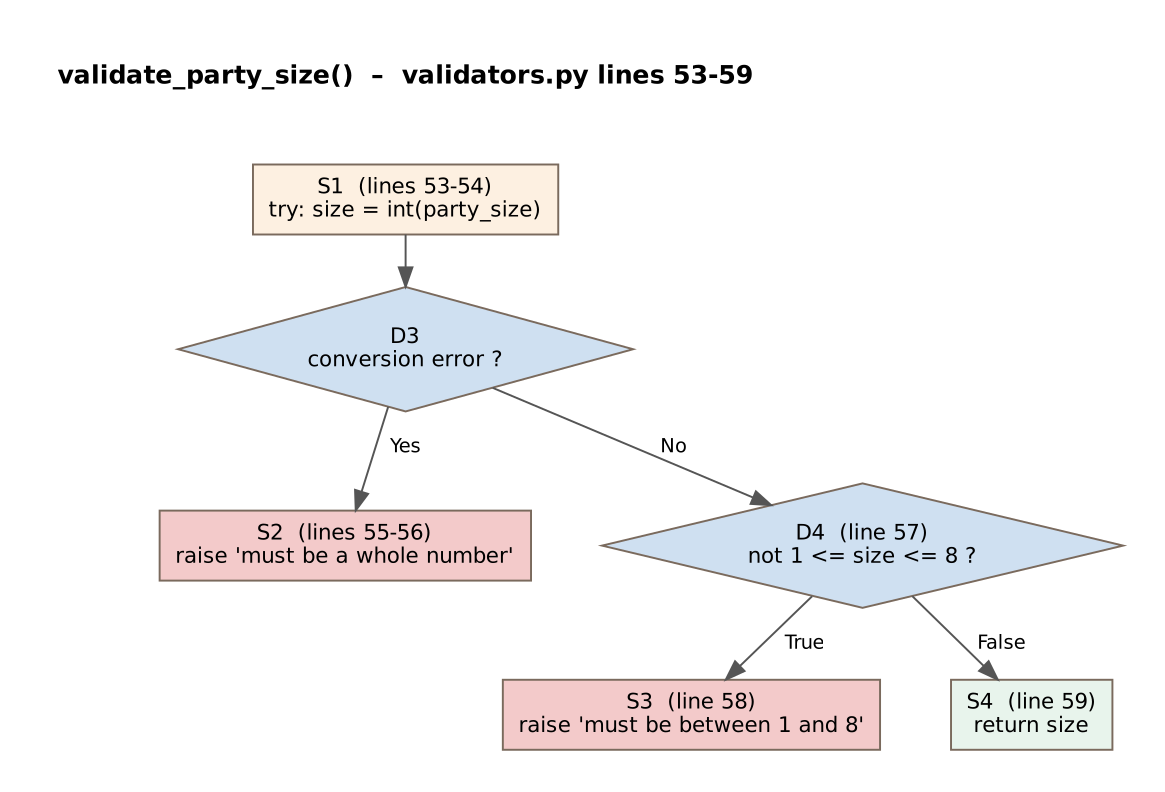 validate_party_size()  –  validators.py lines 53-59
S1  (lines 53-54)
try: size = int(party_size)
D3
conversion error ?
Yes
No
S2  (lines 55-56)
raise 'must be a whole number'
D4  (line 57)
not 1 <= size <= 8 ?
True
False
S3  (line 58)
raise 'must be between 1 and 8'
S4  (line 59)
return size